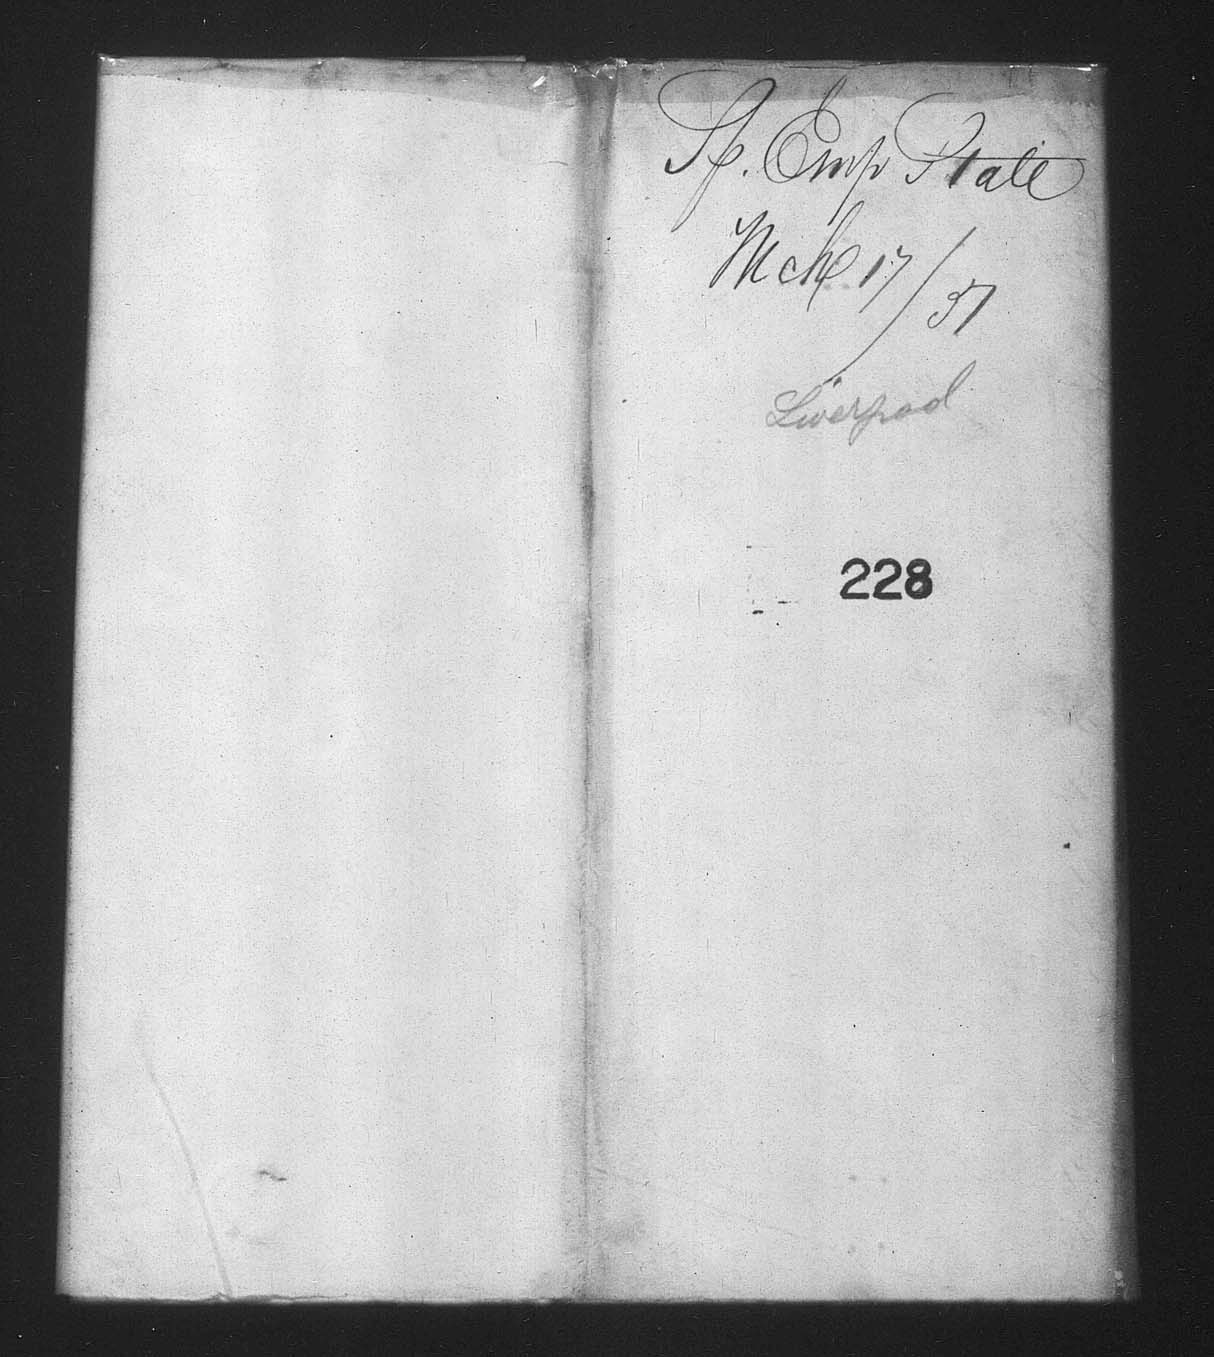 Sp. Emp State
Mch 17/57
Liverpool
228